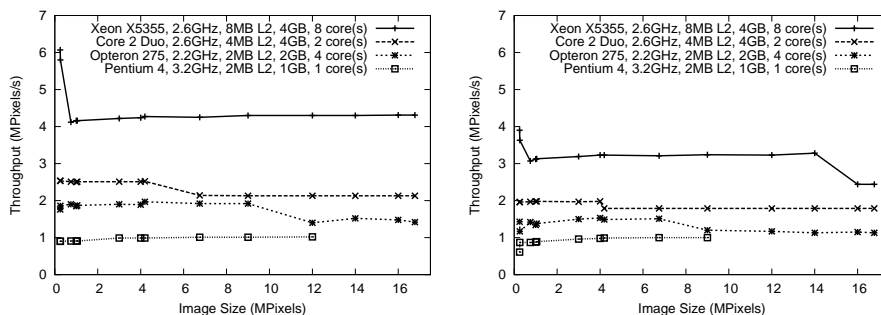 Xeon X5355, 2.6GHz, 8MB L2, 4GB, 8 core(s)
Core 2 Duo, 2.6GHz, 4MB L2, 4GB, 2 core(s)
Opteron 275, 2.2GHz, 2MB L2, 2GB, 4 core(s)
Pentium 4, 3.2GHz, 2MB L2, 1GB, 1 core(s)
7
6
5
4
3
2
1
0
Throughput (MPixels/s)
0 2 4 6 8 10 12 14 16
Image Size (MPixels)
Xeon X5355, 2.6GHz, 8MB L2, 4GB, 8 core(s)
Core 2 Duo, 2.6GHz, 4MB L2, 4GB, 2 core(s)
Opteron 275, 2.2GHz, 2MB L2, 2GB, 4 core(s)
Pentium 4, 3.2GHz, 2MB L2, 1GB, 1 core(s)
7
6
5
4
3
2
1
0
Throughput (MPixels/s)
0 2 4 6 8 10 12 14 16
Image Size (MPixels)